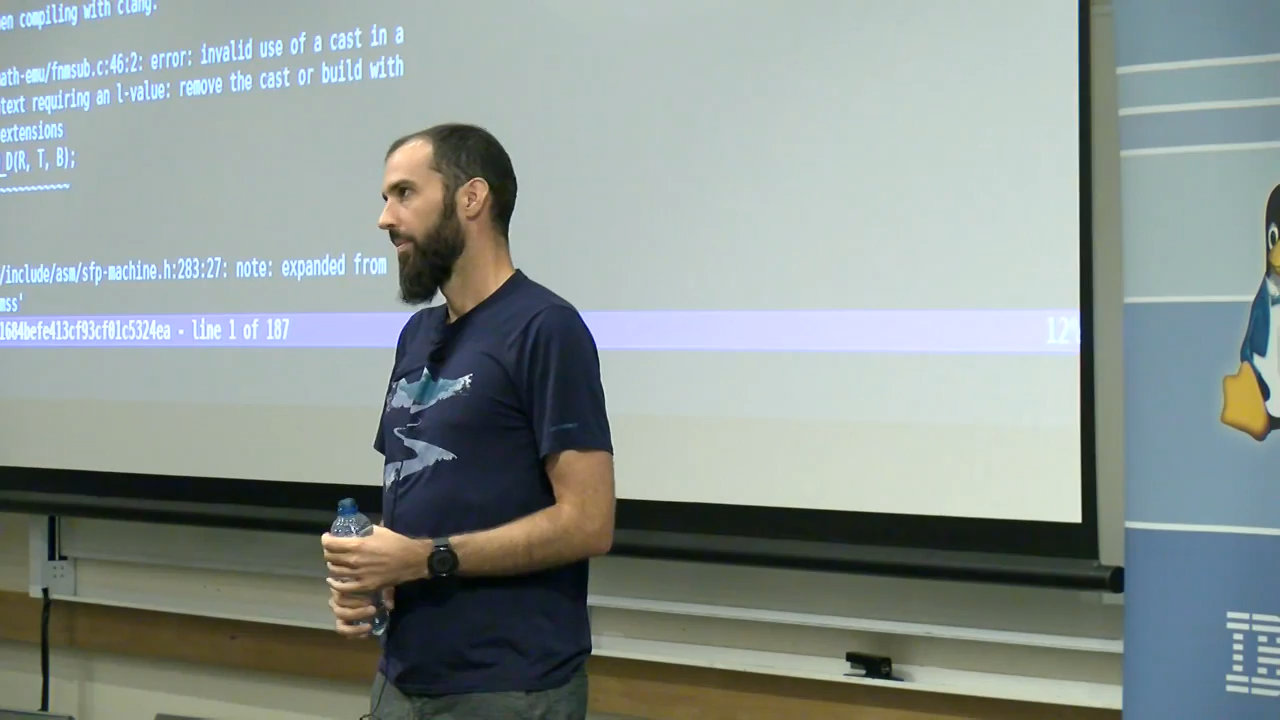 en compiling with clang.
ath-emu/fnmsub.c:46:2: error: invalid use of a cast in a
text requiring an l-value: remove the cast or build with
extensions
_D(R, T, B);
~~~~~~~~~~~
/include/asm/sfp-machine.h:283:27: note: expanded from
mss'
1684befe413cf93cf01c5324ea - line 1 of 187
12%
IBM